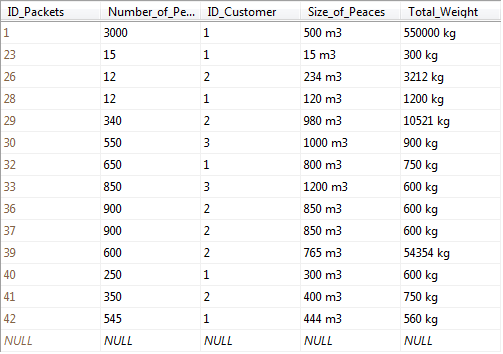 ID_Packets Number_of_Pe... ID_Customer Size_of_Peaces Total_Weight
1 3000 1 500 m3 550000 kg
23 15 1 15 m3 300 kg
26 12 2 234 m3 3212 kg
28 12 1 120 m3 1200 kg
29 340 2 980 m3 10521 kg
30 550 3 1000 m3 900 kg
32 650 1 800 m3 750 kg
33 850 3 1200 m3 600 kg
36 900 2 850 m3 600 kg
37 900 2 850 m3 600 kg
39 600 2 765 m3 54354 kg
40 250 1 300 m3 600 kg
41 350 2 400 m3 750 kg
42 545 1 444 m3 560 kg
NULL NULL NULL NULL NULL